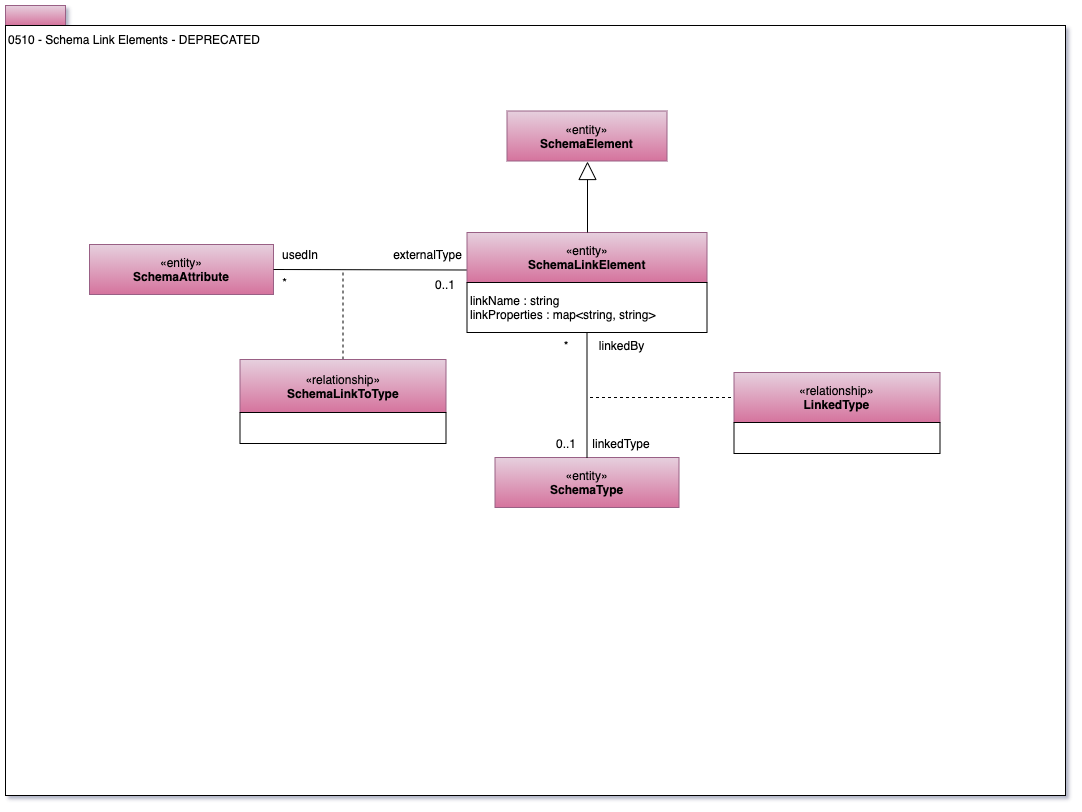 0510 - Schema Link Elements - DEPRECATED
«entity»
SchemaElement
«entity»
SchemaAttribute
usedIn
*
externalType
0..1
«entity»
SchemaLinkElement
linkName : string
linkProperties : map<string, string>
* linkedBy
«relationship»
SchemaLinkToType
«relationship»
LinkedType
0..1 linkedType
«entity»
SchemaType